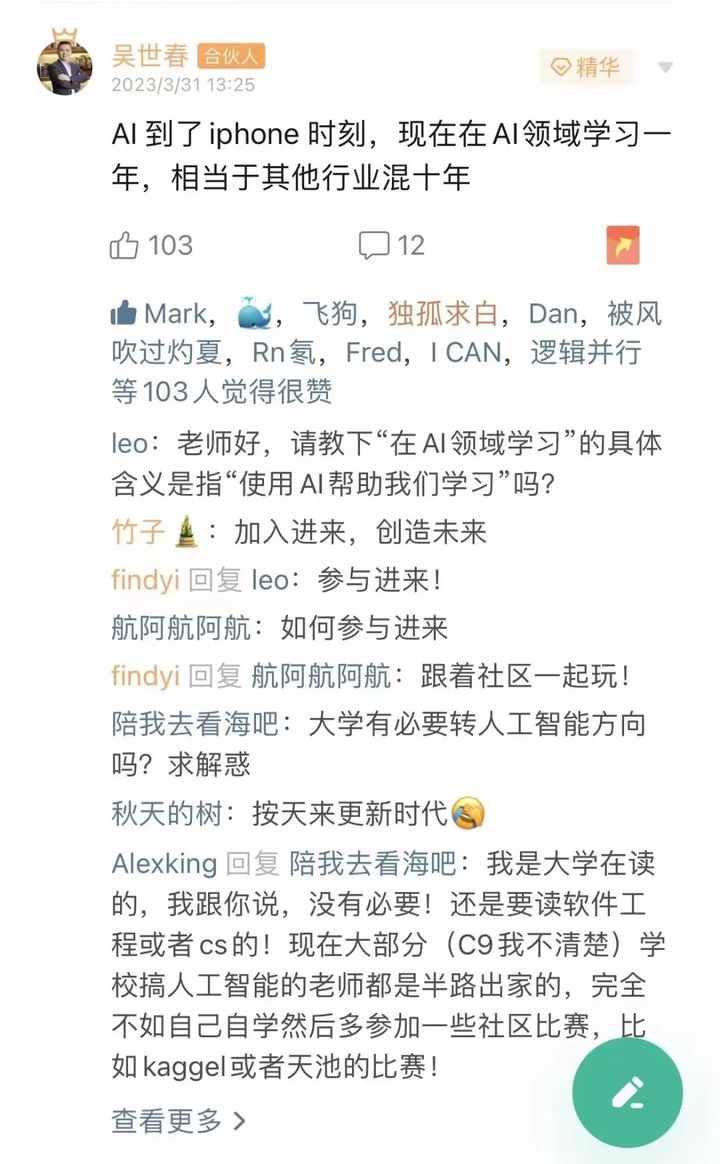 吴世春 合伙人
2023/3/31 13:25
精华
AI 到了iphone 时刻，现在在AI领域学习一
年，相当于其他行业混十年
103
12
Mark， ，飞狗，独孤求白，Dan，被风
吹过灼夏，Rn氡，Fred，I CAN，逻辑并行
等103人觉得很赞
leo：老师好，请教下“在AI领域学习”的具体
含义是指“使用AI帮助我们学习”吗？
竹子 ：加入进来，创造未来
findyi 回复 leo：参与进来！
航阿航阿航：如何参与进来
findyi 回复 航阿航阿航：跟着社区一起玩！
陪我去看海吧：大学有必要转人工智能方向
吗？求解惑
秋天的树：按天来更新时代
Alexking 回复 陪我去看海吧：我是大学在读
的，我跟你说，没有必要！还是要读软件工
程或者cs的！现在大部分（C9我不清楚）学
校搞人工智能的老师都是半路出家的，完全
不如自己自学然后多参加一些社区比赛，比
如kaggel或者天池的比赛！
查看更多